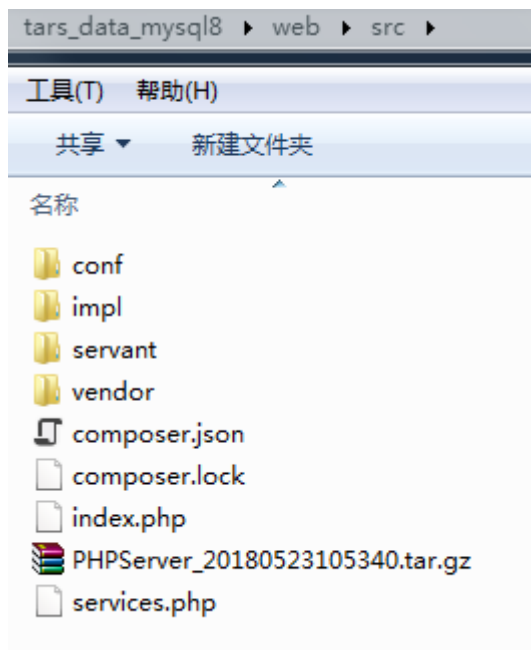 tars_data_mysql8 ▸ web ▸ src ▸
工具(T) 帮助(H)
共享 ▼ 新建文件夹
名称
conf
impl
servant
vendor
composer.json
composer.lock
index.php
PHPServer_20180523105340.tar.gz
services.php